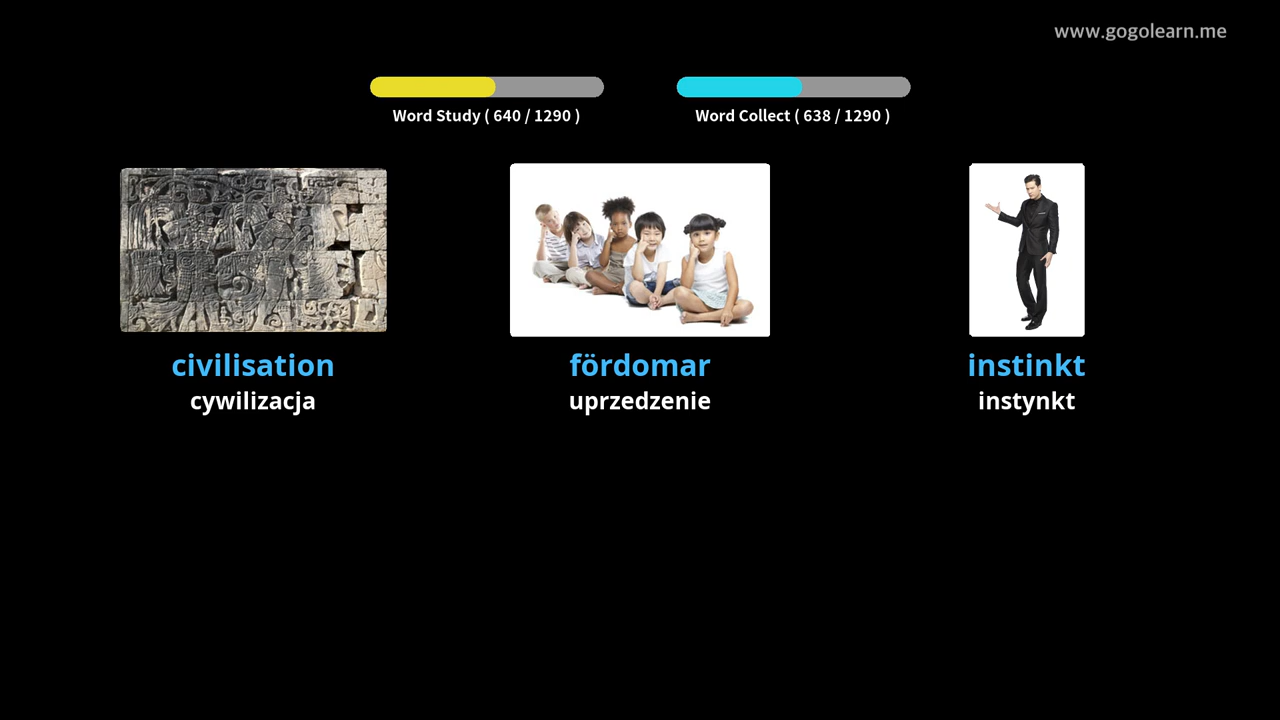 www.gogolearn.me
Word Study ( 640 / 1290 )
Word Collect ( 638 / 1290 )
civilisation
cywilizacja
fördomar
uprzedzenie
instinkt
instynkt